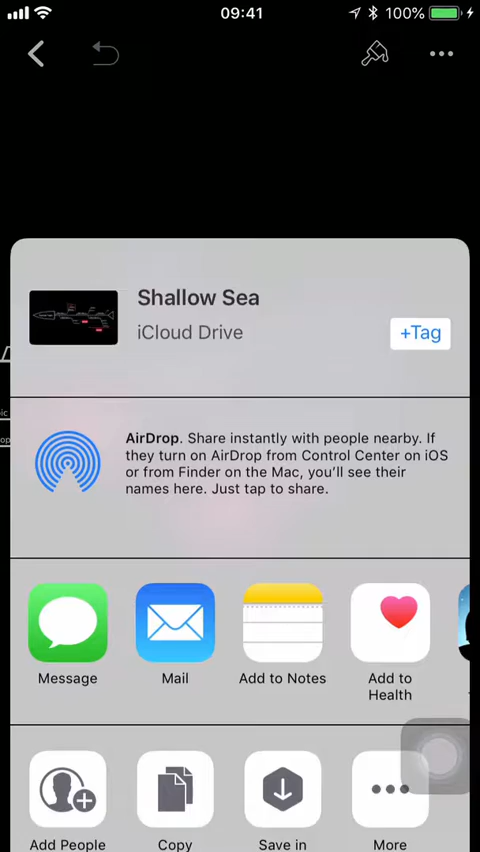 09:41
100%
Shallow Sea
iCloud Drive
+Tag
AirDrop. Share instantly with people nearby. If
they turn on AirDrop from Control Center on iOS
or from Finder on the Mac, you'll see their
names here. Just tap to share.
Message
Mail
Add to Notes
Add to
Health
Add People
Copy
Save in
More